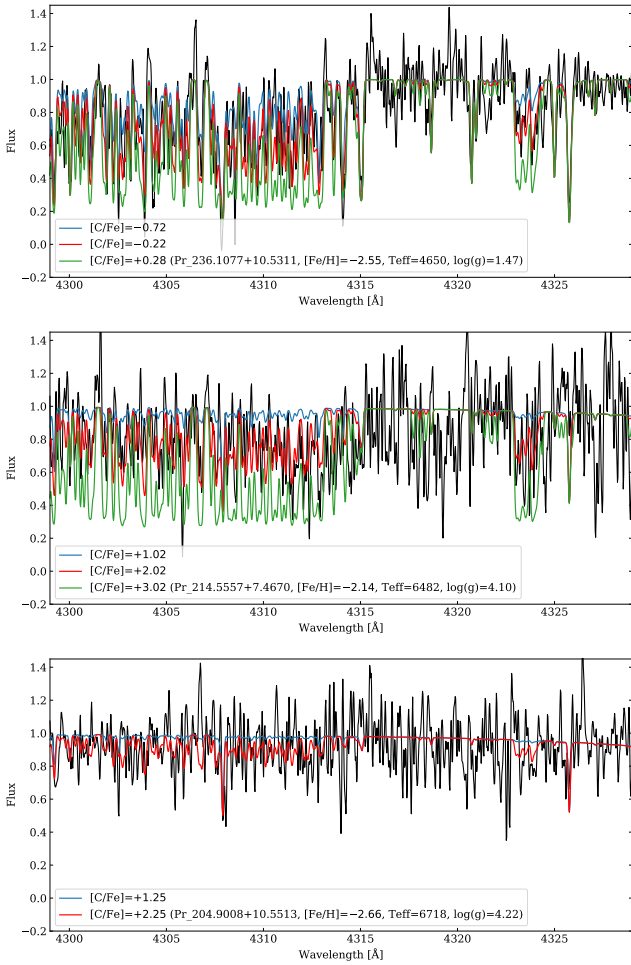 1.4
1.2
1.0
0.8
0.6
0.4
0.2
0.0
−0.2
Flux
[C/Fe]=−0.72
[C/Fe]=−0.22
[C/Fe]=+0.28 (Pr_236.1077+10.5311, [Fe/H]=−2.55, Teff=4650, log(g)=1.47)
4300 4305 4310 4315 4320 4325
Wavelength [Å]
1.4
1.2
1.0
0.8
0.6
0.4
0.2
0.0
−0.2
Flux
[C/Fe]=+1.02
[C/Fe]=+2.02
[C/Fe]=+3.02 (Pr_214.5557+7.4670, [Fe/H]=−2.14, Teff=6482, log(g)=4.10)
4300 4305 4310 4315 4320 4325
Wavelength [Å]
1.4
1.2
1.0
0.8
0.6
0.4
0.2
0.0
−0.2
Flux
[C/Fe]=+1.25
[C/Fe]=+2.25 (Pr_204.9008+10.5513, [Fe/H]=−2.66, Teff=6718, log(g)=4.22)
4300 4305 4310 4315 4320 4325
Wavelength [Å]